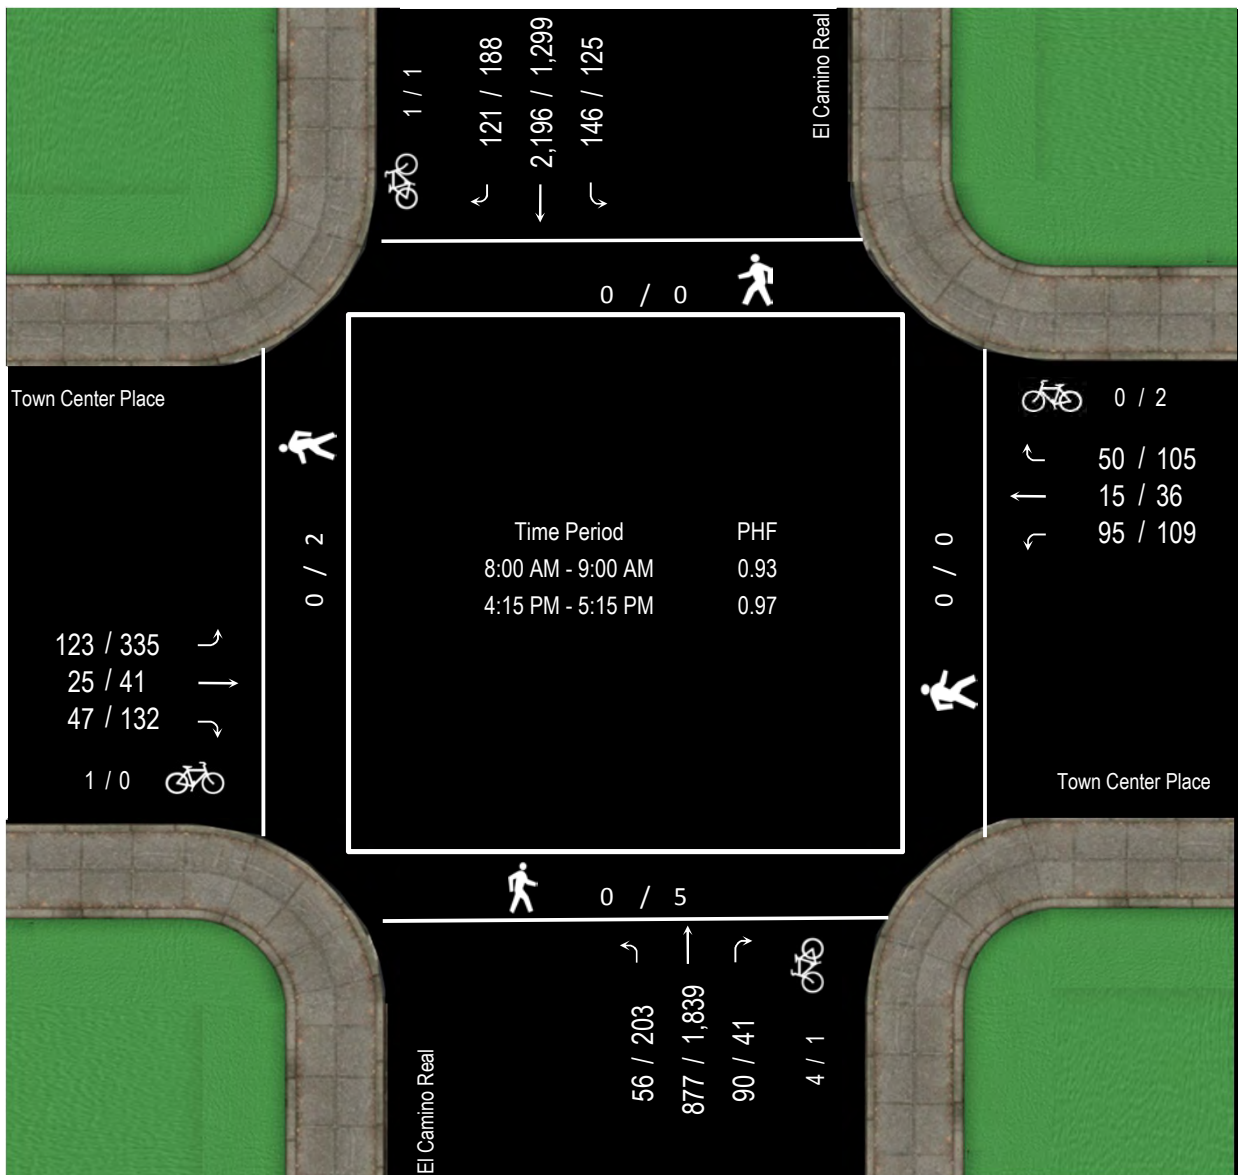 1 / 1
121 / 188
2,196 / 1,299
146 / 125
El Camino Real
0 / 0
Town Center Place
0 / 2
50 / 105
15 / 36
95 / 109
0 / 2
Time Period PHF
8:00 AM - 9:00 AM 0.93
4:15 PM - 5:15 PM 0.97
0 / 0
123 / 335
25 / 41
47 / 132
1 / 0
Town Center Place
0 / 5
El Camino Real
56 / 203
877 / 1,839
90 / 41
4 / 1